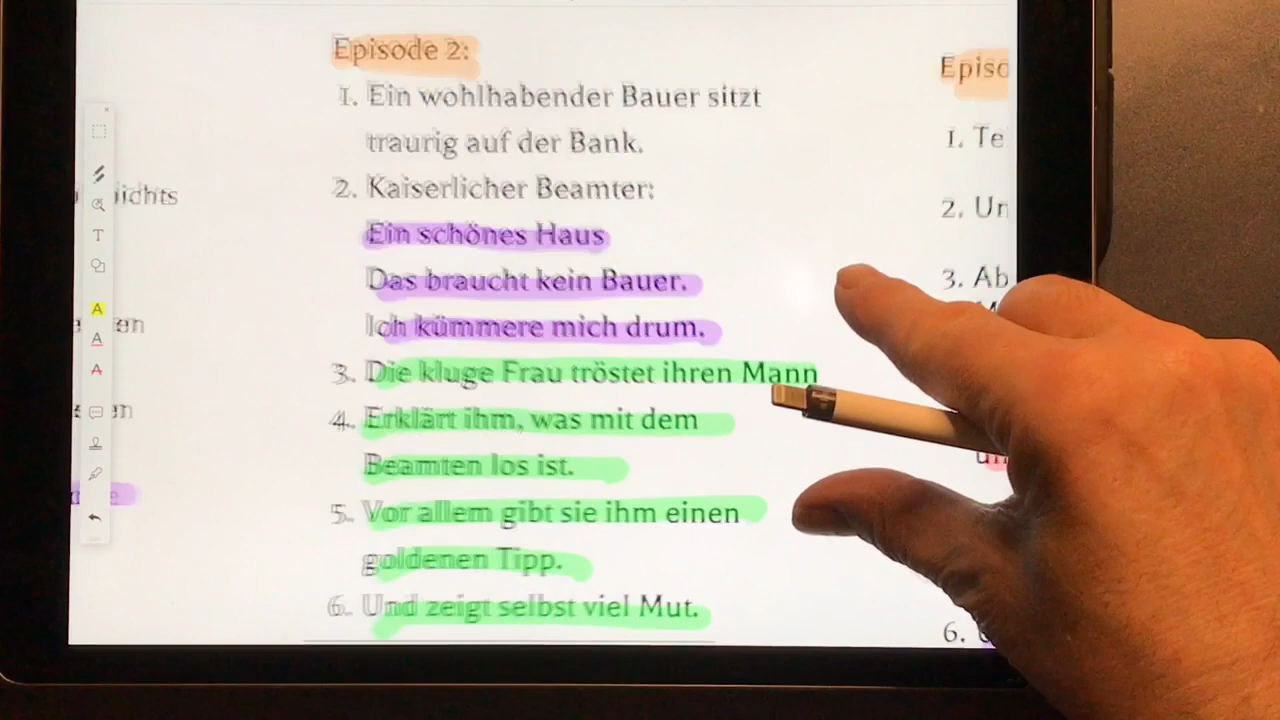 Episode 2:
1. Ein wohlhabender Bauer sitzt
traurig auf der Bank.
2. Kaiserlicher Beamter:
Ein schönes Haus
Das braucht kein Bauer.
Ich kümmere mich drum.
3. Die kluge Frau tröstet ihren Mann
4. Erklärt ihm, was mit dem
Beamten los ist.
5. Vor allem gibt sie ihm einen
goldenen Tipp.
6. Und zeigt selbst viel Mut.
1. Te
2. Un
3. Ab
6.